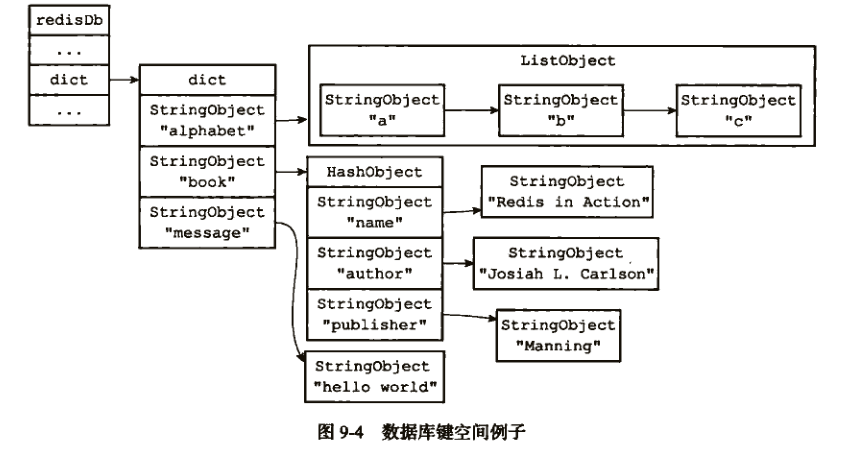 redisDb
...
dict
...
dict
StringObject
"alphabet"
StringObject
"book"
StringObject
"message"
ListObject
StringObject
"a"
StringObject
"b"
StringObject
"c"
HashObject
StringObject
"name"
StringObject
"author"
StringObject
"publisher"
StringObject
"Redis in Action"
StringObject
"Josiah L. Carlson"
StringObject
"Manning"
StringObject
"hello world"
图 9-4 数据库键空间例子